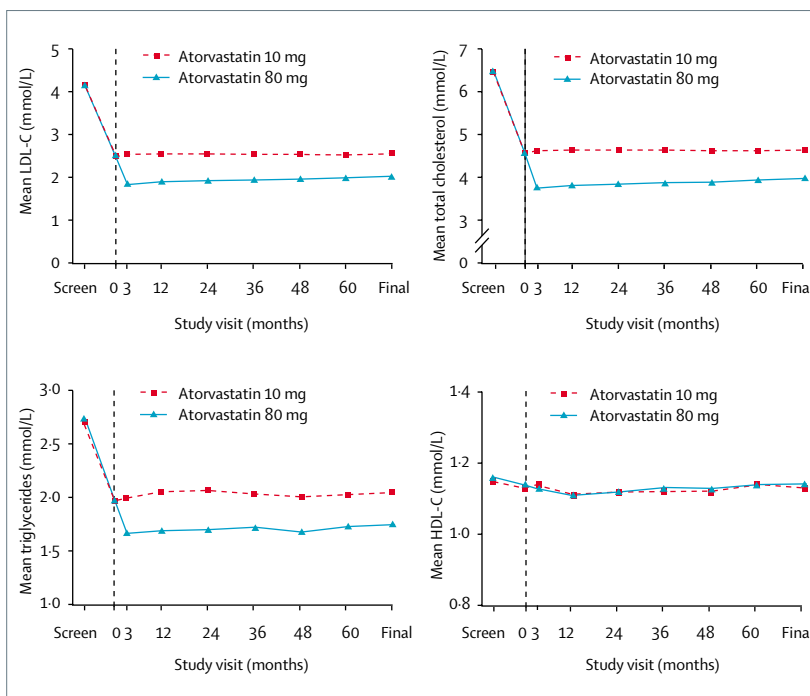 5
4
3
2
1
0
Mean LDL-C (mmol/L)
Atorvastatin 10 mg
Atorvastatin 80 mg
Screen 0 3 12 24 36 48 60 Final
Study visit (months)
7
6
5
4
3
0
Mean total cholesterol (mmol/L)
Atorvastatin 10 mg
Atorvastatin 80 mg
Screen 0 3 12 24 36 48 60 Final
Study visit (months)
3·0
2·5
2·0
1·5
1·0
Mean triglycerides (mmol/L)
Atorvastatin 10 mg
Atorvastatin 80 mg
Screen 0 3 12 24 36 48 60 Final
Study visit (months)
1·4
1·2
1·0
0·8
Mean HDL-C (mmol/L)
Atorvastatin 10 mg
Atorvastatin 80 mg
Screen 0 3 12 24 36 48 60 Final
Study visit (months)